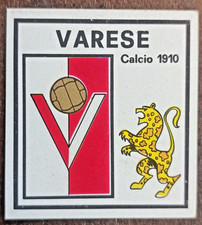 VARESE
Calcio 1910
V